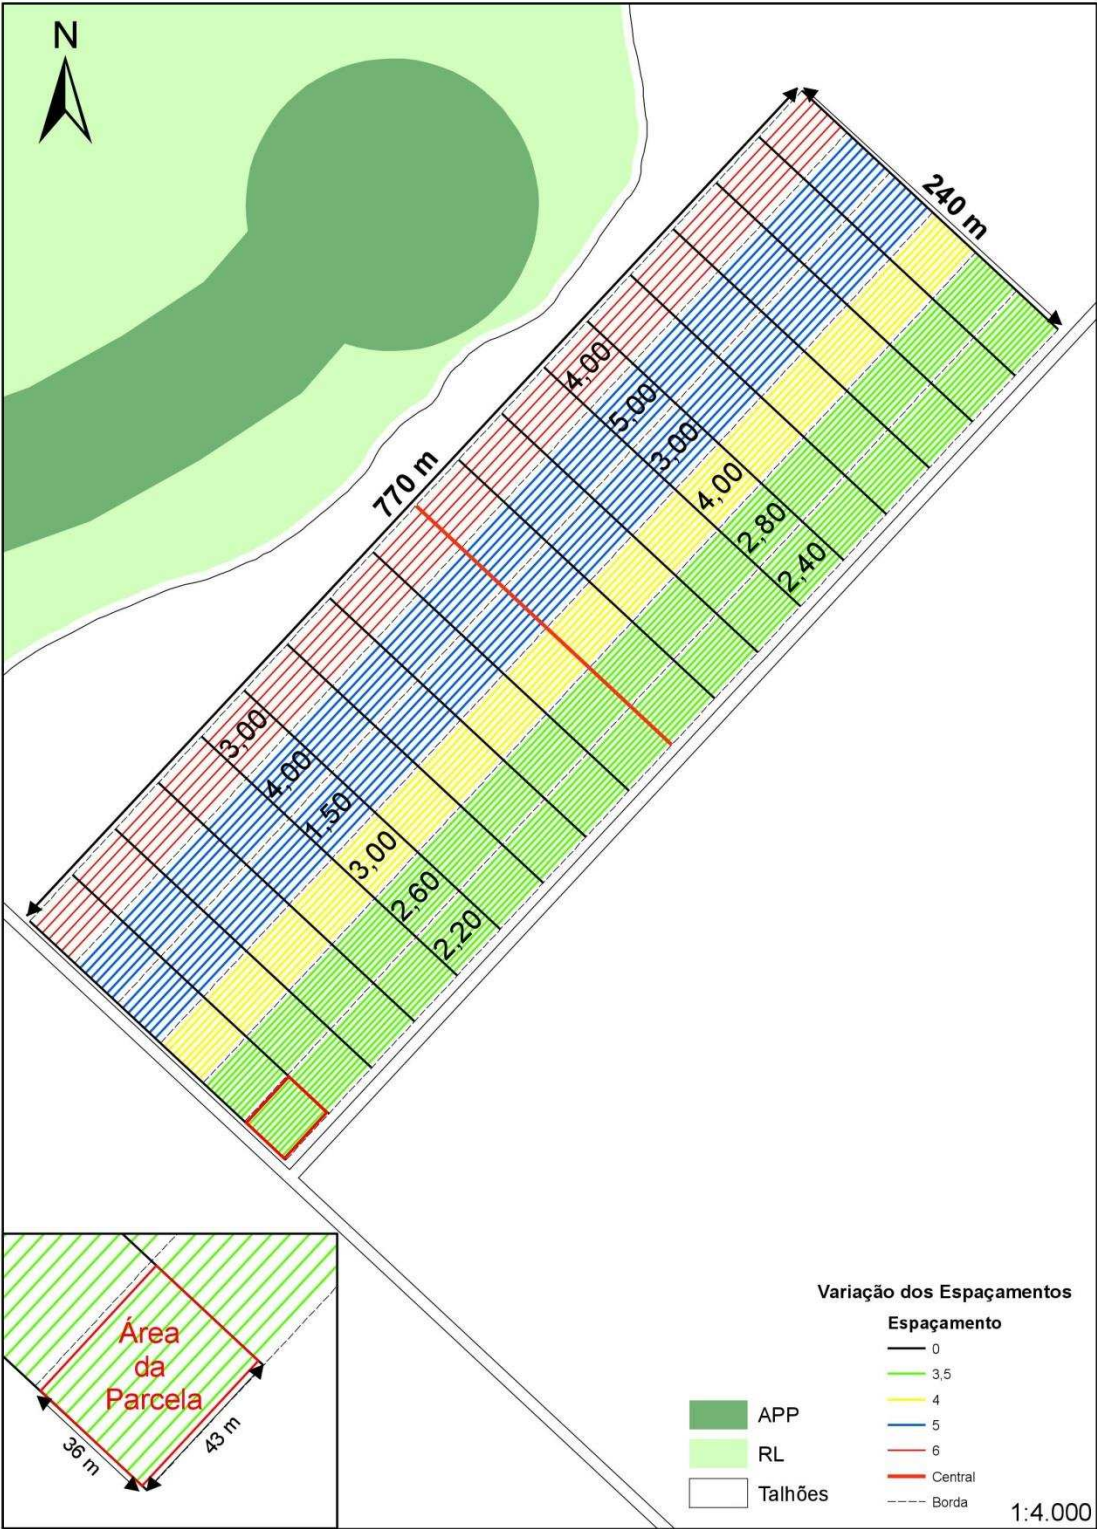 N
240 m
770 m
4,00
5,00
3,00
4,00
2,80
2,40
3,00
4,00
1,50
3,00
2,60
2,20
Área
da
Parcela
36 m
43 m
Variação dos Espaçamentos
Espaçamento
0
3,5
4
5
6
Central
Borda
APP
RL
Talhões
1:4.000